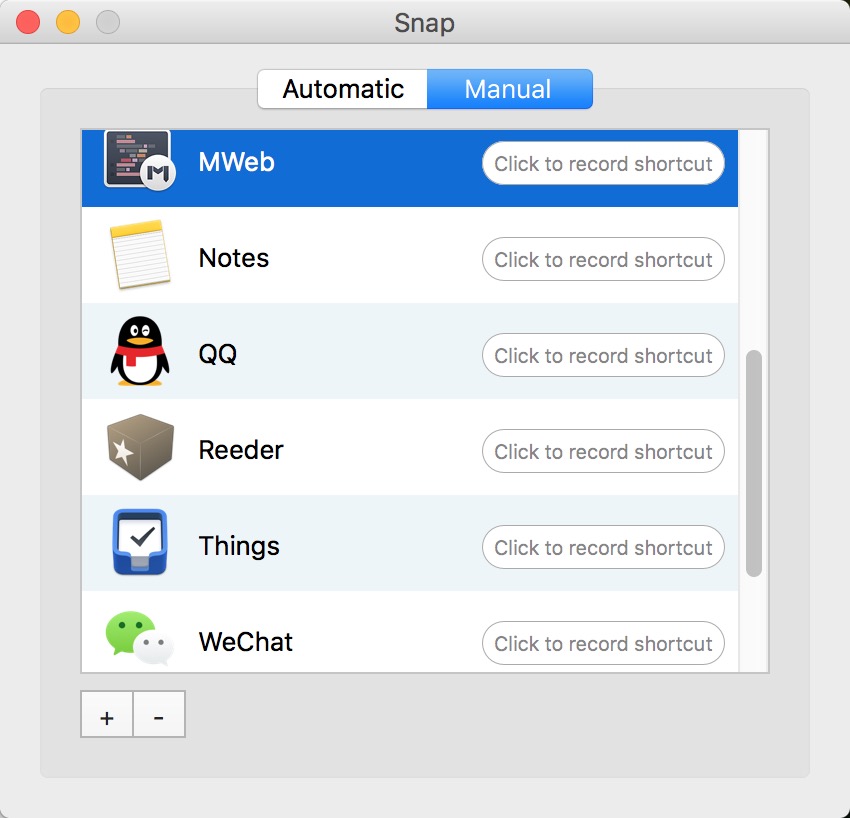 Snap
Automatic Manual
MWeb Click to record shortcut
Notes Click to record shortcut
QQ Click to record shortcut
Reeder Click to record shortcut
Things Click to record shortcut
WeChat Click to record shortcut
+ -